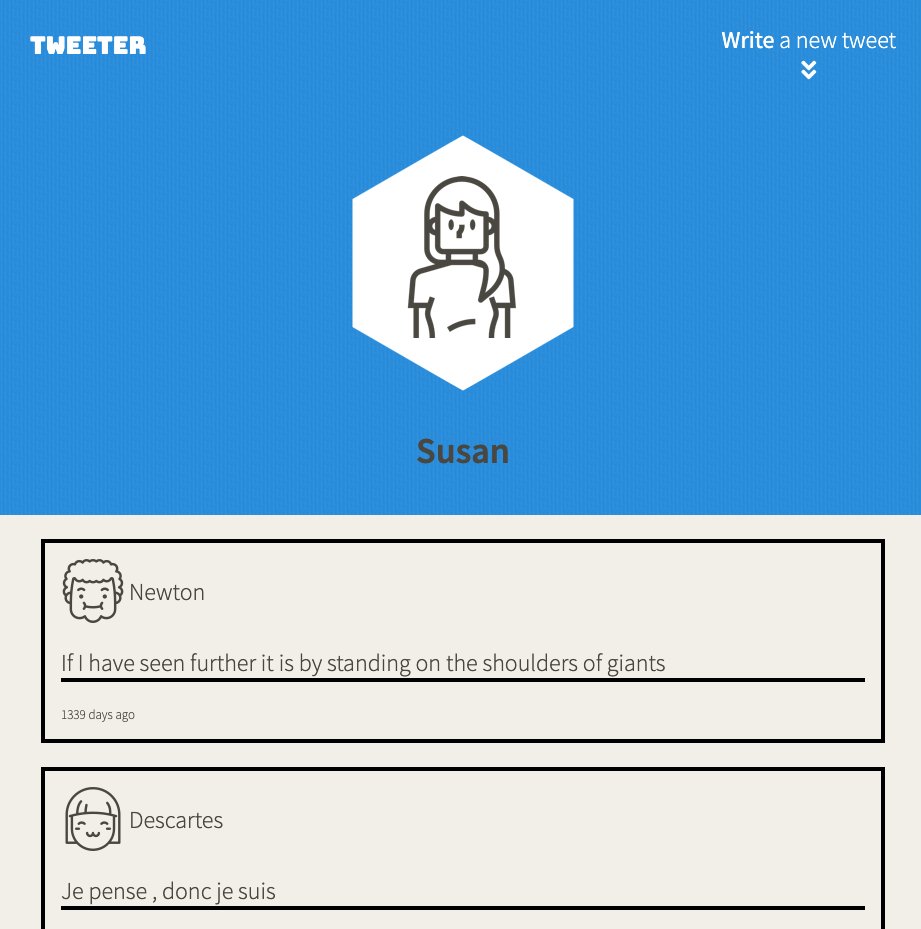 TWEETER
Write a new tweet
Susan
Newton
If I have seen further it is by standing on the shoulders of giants
1339 days ago
Descartes
Je pense , donc je suis